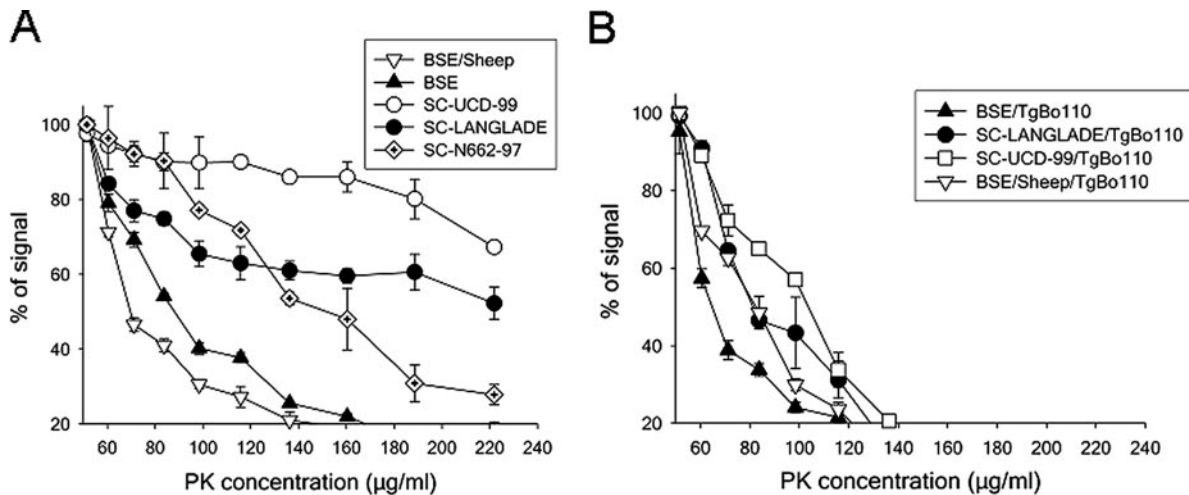 A
BSE/Sheep
BSE
SC-UCD-99
SC-LANGLADE
SC-N662-97
% of signal
100
80
60
40
20
60 80 100 120 140 160 180 200 220 240
PK concentration (µg/ml)
B
BSE/TgBo110
SC-LANGLADE/TgBo110
SC-UCD-99/TgBo110
BSE/Sheep/TgBo110
% of signal
100
80
60
40
20
60 80 100 120 140 160 180 200 220 240
PK concentration (µg/ml)